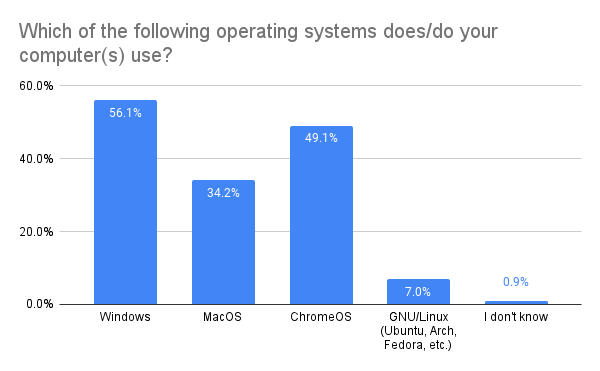 Which of the following operating systems does/do your
computer(s) use?
60.0%
40.0%
20.0%
0.0%
56.1%
34.2%
49.1%
7.0%
0.9%
Windows
MacOS
ChromeOS
GNU/Linux
(Ubuntu, Arch,
Fedora, etc.)
I don't know